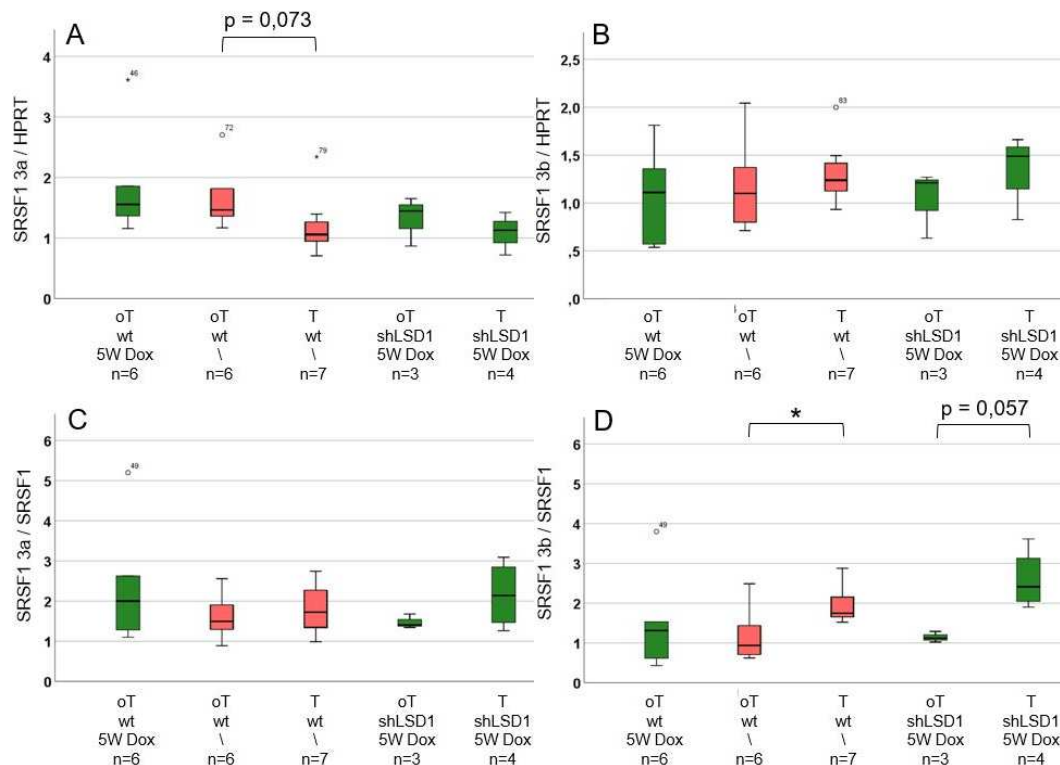 A
p = 0,073
SRSF1 3a / HPRT
4
3
2
1
0
46
72
79
oT oT T oT T
wt wt wt shLSD1 shLSD1
5W Dox \ \ 5W Dox 5W Dox
n=6 n=6 n=7 n=3 n=4
B
SRSF1 3b / HPRT
2,5
2,0
1,5
1,0
,5
,0
83
oT oT T oT T
wt wt wt shLSD1 shLSD1
5W Dox \ \ 5W Dox 5W Dox
n=6 n=6 n=7 n=3 n=4
C
SRSF1 3a / SRSF1
6
5
4
3
2
1
0
49
oT oT T oT T
wt wt wt shLSD1 shLSD1
5W Dox \ \ 5W Dox 5W Dox
n=6 n=6 n=7 n=3 n=4
D
*
p = 0,057
SRSF1 3b / SRSF1
6
5
4
3
2
1
0
49
oT oT T oT T
wt wt wt shLSD1 shLSD1
5W Dox \ \ 5W Dox 5W Dox
n=6 n=6 n=7 n=3 n=4